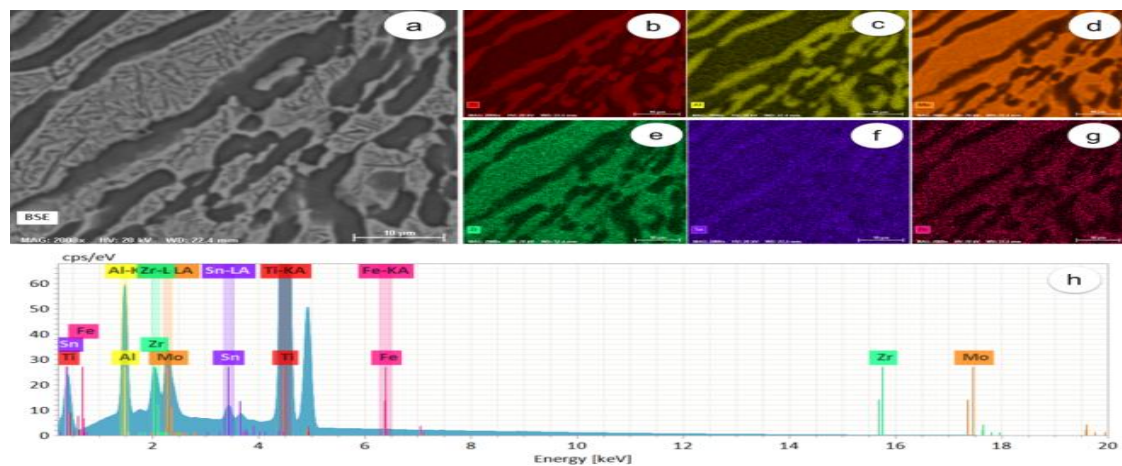 a
b
c
d
e
f
g
BSE
MAG: 2000x HV: 20 kV WD: 22.4 mm
10 µm
Al
Mo
cps/eV
h
Al-K Zr-L LA Sn-LA Ti-KA Fe-KA
60
50
40
Fe
Sn Zr
30
Ti Al Mo Sn Ti Fe Zr Mo
20
10
0
2 4 6 8 10 12 14 16 18 20
Energy [keV]